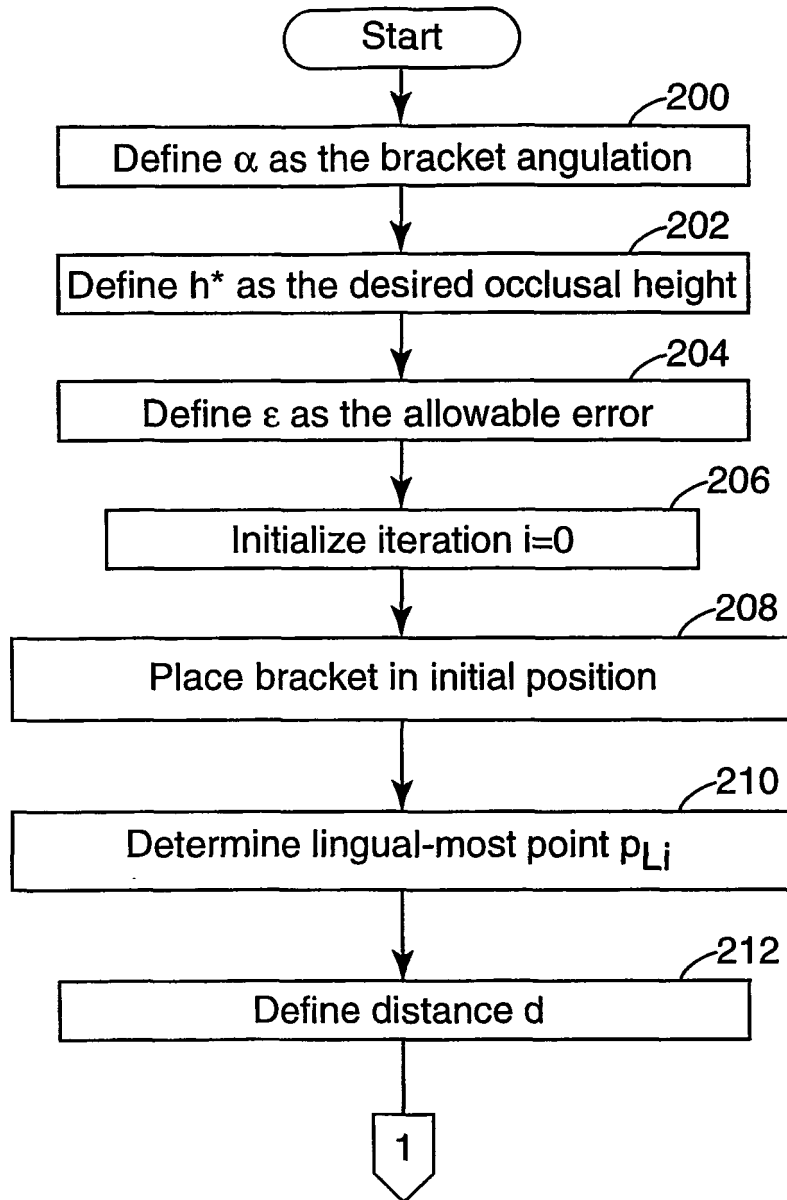 Start
200
Define α as the bracket angulation
202
Define h* as the desired occlusal height
204
Define ε as the allowable error
206
Initialize iteration i=0
208
Place bracket in initial position
210
Determine lingual-most point pLi
212
Define distance d
1